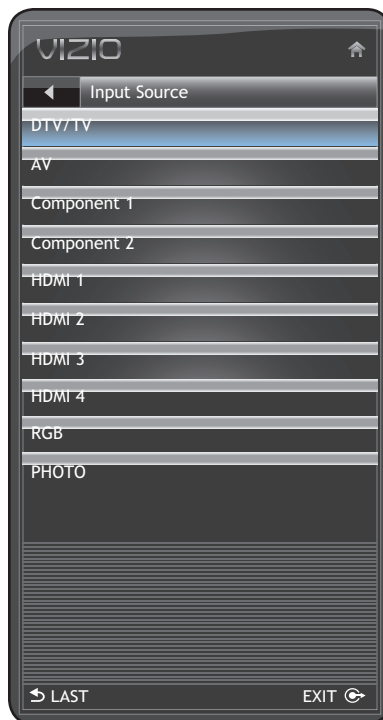 VIZIO
Input Source
DTV/TV
AV
Component 1
Component 2
HDMI 1
HDMI 2
HDMI 3
HDMI 4
RGB
PHOTO
LAST EXIT